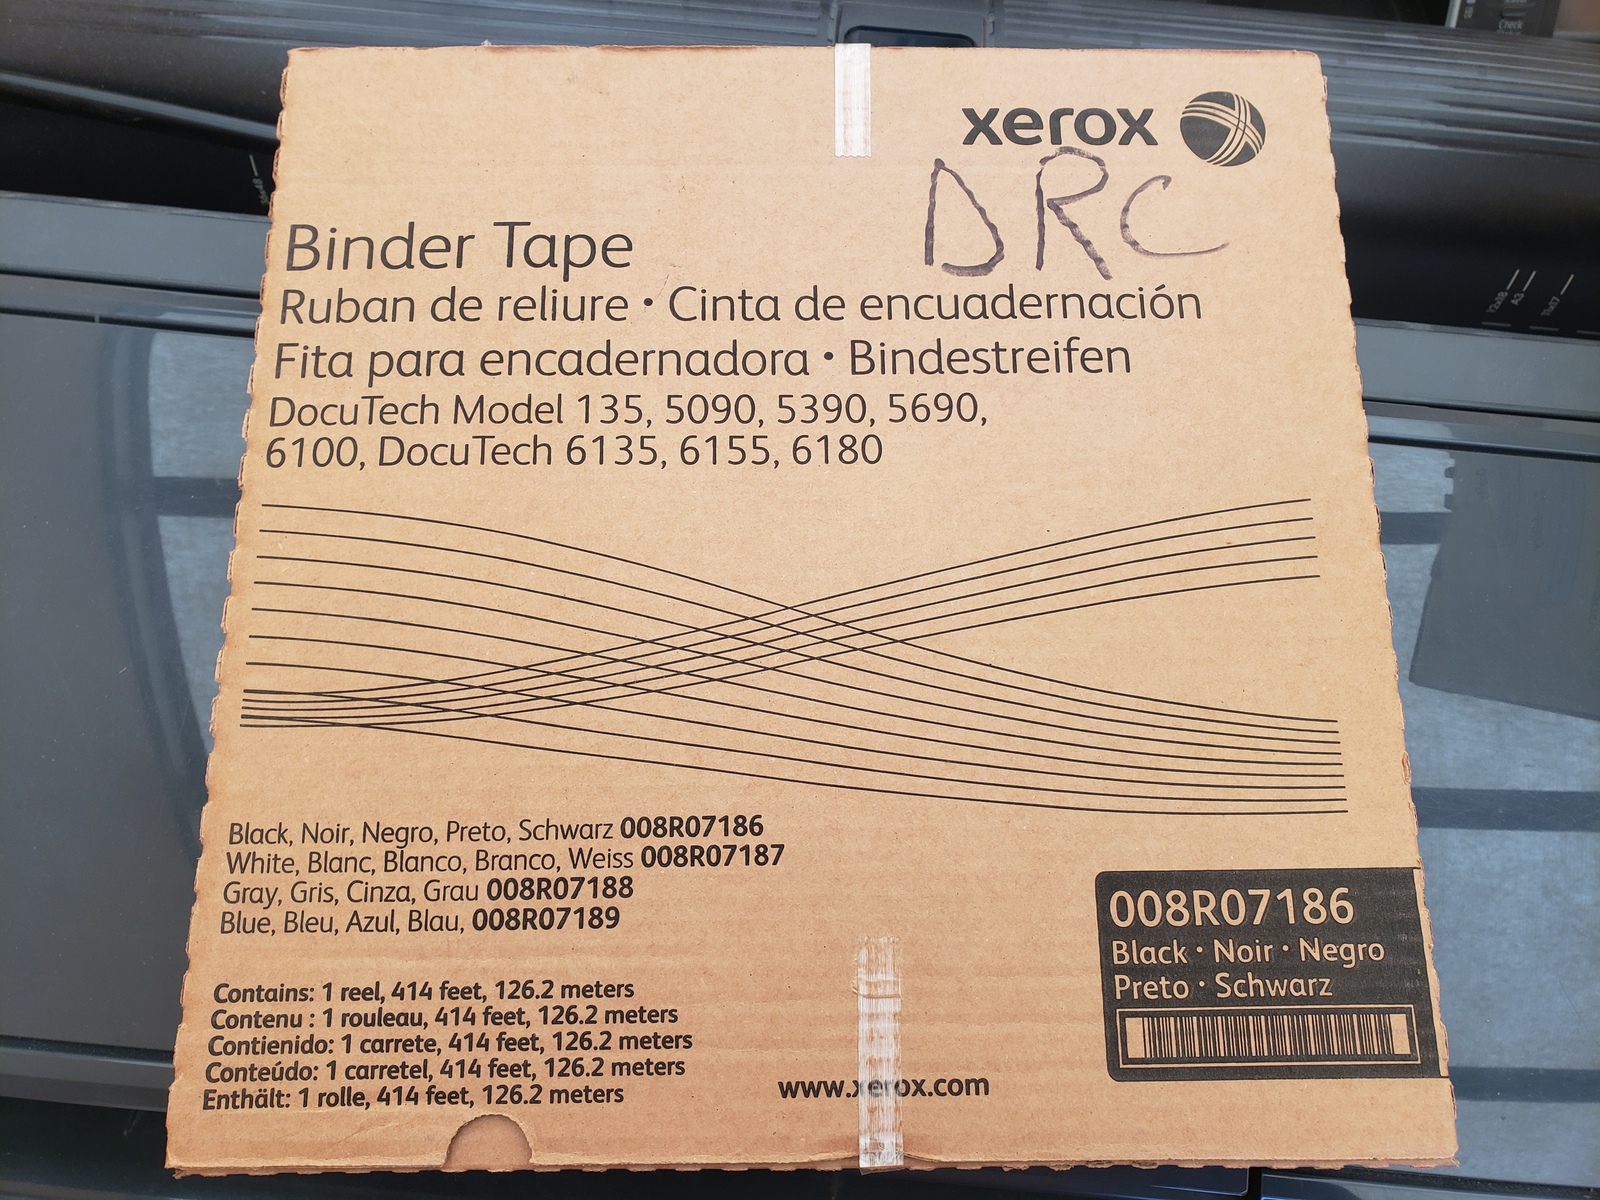 xerox
DRC
Binder Tape
Ruban de reliure • Cinta de encuadernación
Fita para encadernadora • Bindestreifen
DocuTech Model 135, 5090, 5390, 5690,
6100, DocuTech 6135, 6155, 6180
Black, Noir, Negro, Preto, Schwarz 008R07186
White, Blanc, Blanco, Branco, Weiss 008R07187
Gray, Gris, Cinza, Grau 008R07188
Blue, Bleu, Azul, Blau, 008R07189
008R07186
Black • Noir • Negro
Preto • Schwarz
Contains: 1 reel, 414 feet, 126.2 meters
Contenu : 1 rouleau, 414 feet, 126.2 meters
Contienido: 1 carrete, 414 feet, 126.2 meters
Conteúdo: 1 carretel, 414 feet, 126.2 meters
Enthält: 1 rolle, 414 feet, 126.2 meters
www.xerox.com
12x18
A3
11x17
Check